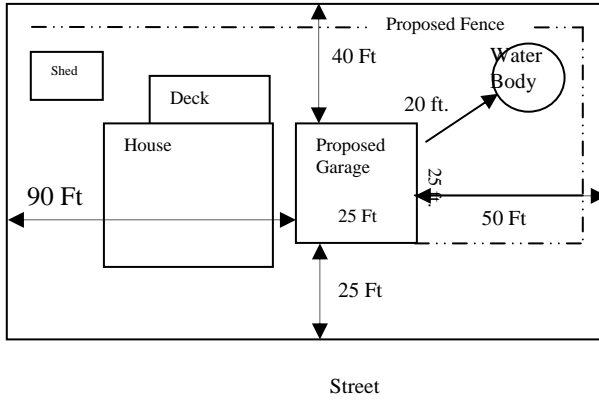 Proposed Fence
Water
Body
40 Ft
Shed
Deck
20 ft.
House
Proposed
Garage
25 ft.
90 Ft
25 Ft
50 Ft
25 Ft
Street